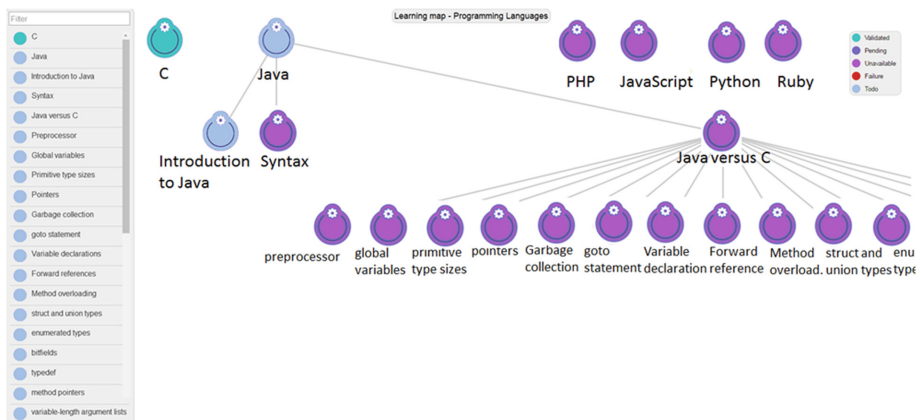 Filter
C
Java
Introduction to Java
Syntax
Java versus C
Preprocessor
Global variables
Primitive type sizes
Pointers
Garbage collection
goto statement
Variable declarations
Forward references
Method overloading
struct and union types
enumerated types
bitfields
typedef
method pointers
variable-length argument lists
Learning map - Programming Languages
C
Java
PHP
JavaScript
Python
Ruby
Validated
Pending
Unavailable
Failure
Todo
Introduction
to Java
Syntax
Java versus C
preprocessor
global
variables
primitive
type sizes
pointers
Garbage
collection
goto
statement
Variable
declaration
Forward
reference
Method
overload.
struct and
union types
enu
type